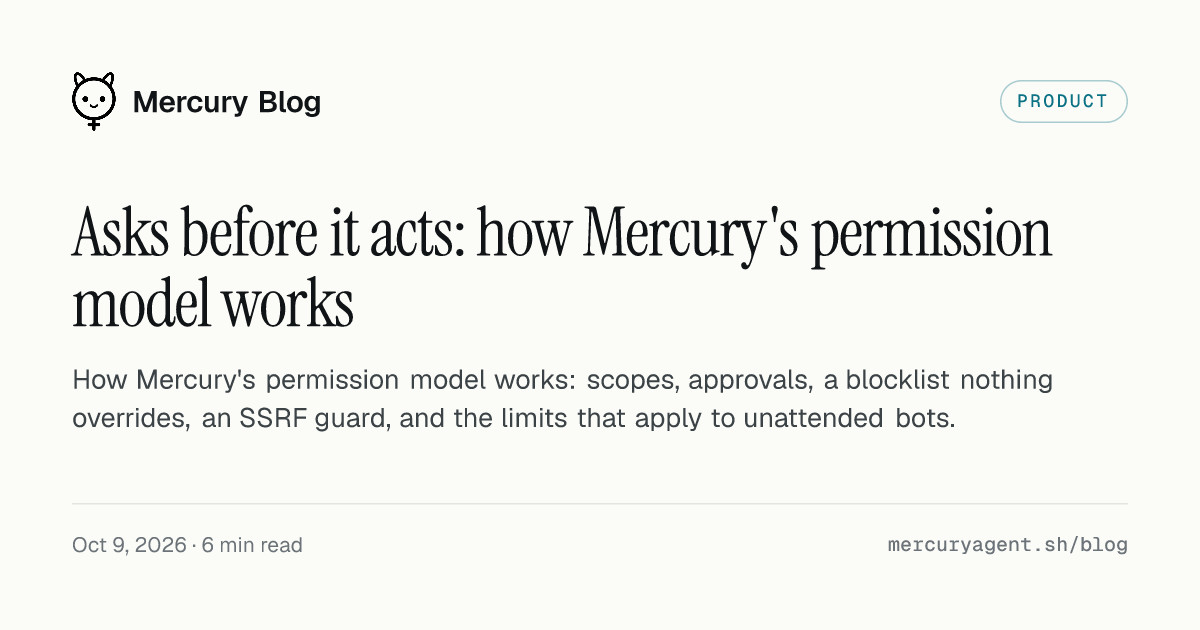 Mercury Blog
PRODUCT
Asks before it acts: how Mercury's permission
model works
How Mercury's permission model works: scopes, approvals, a blocklist nothing
overrides, an SSRF guard, and the limits that apply to unattended bots.
Oct 9, 2026 · 6 min read
mercuryagent.sh/blog